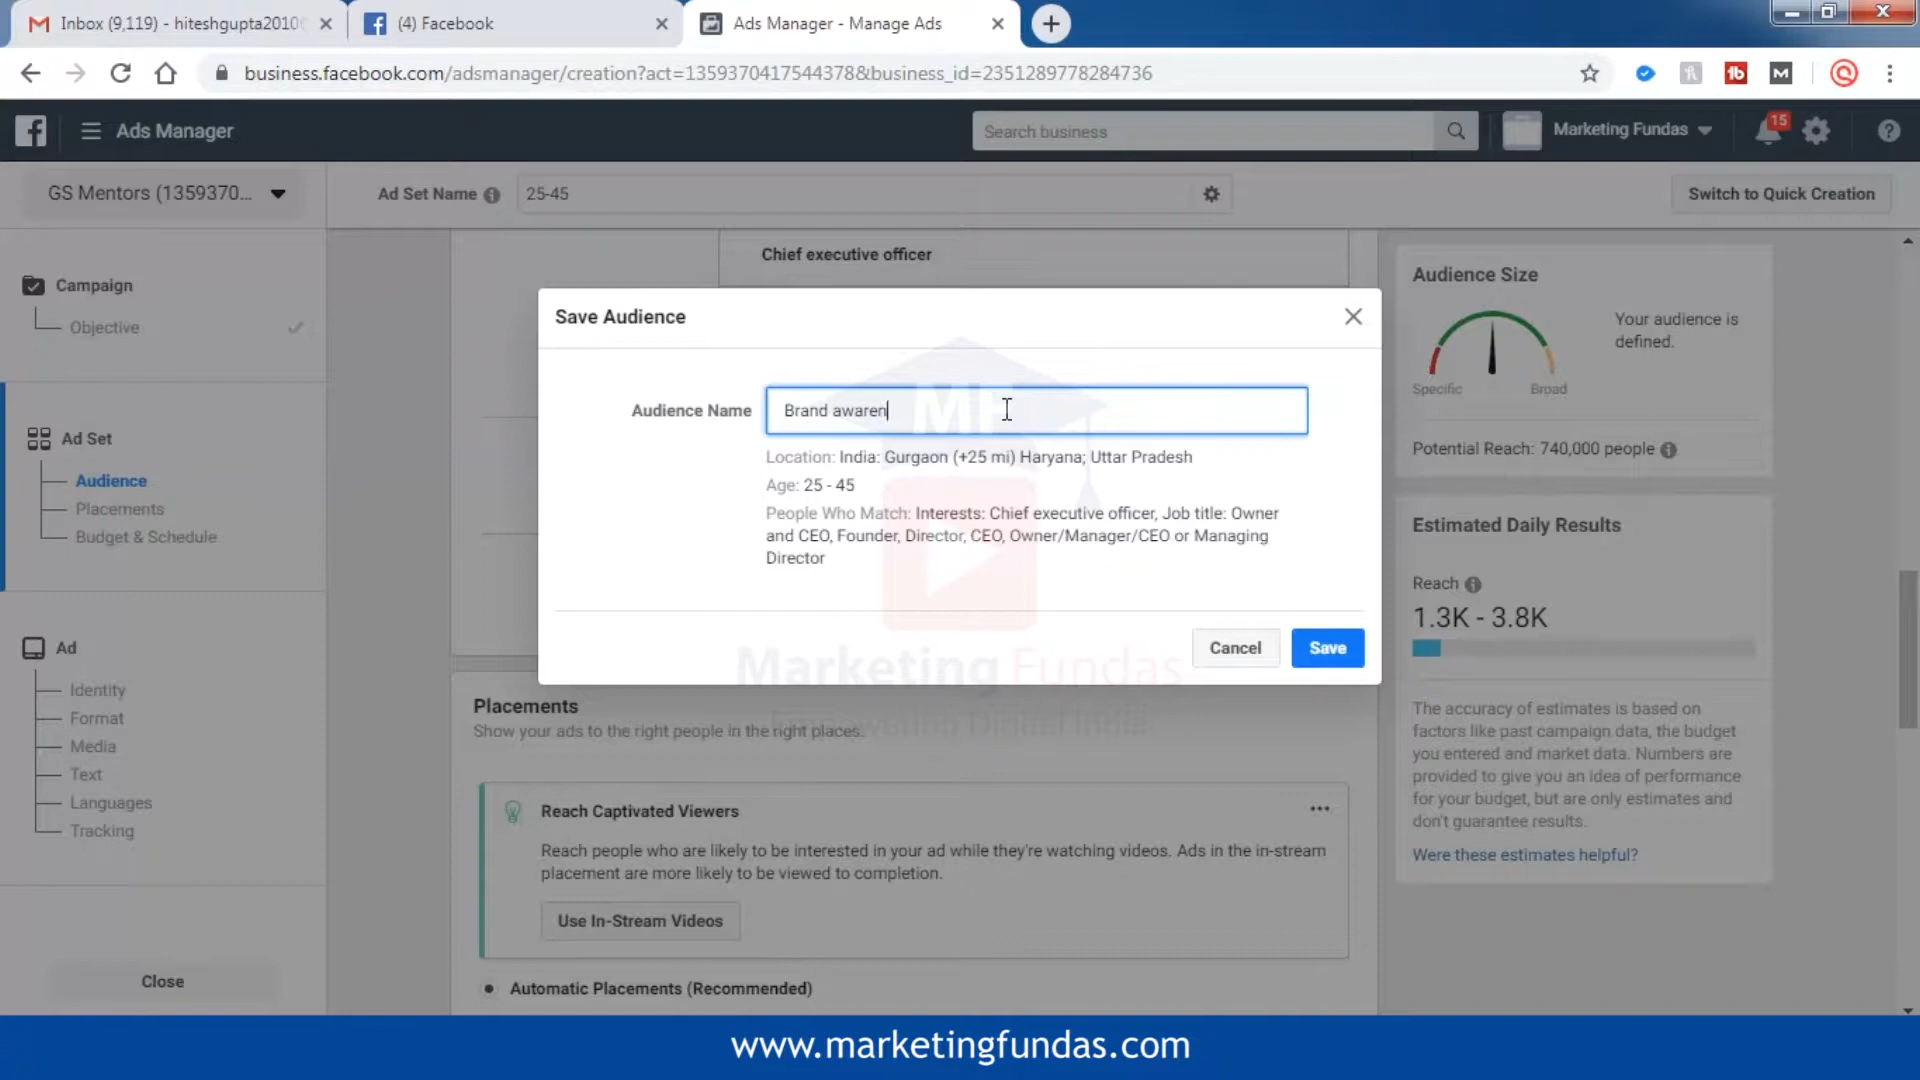 Inbox (9,119) - hiteshgupta2010
(4) Facebook
Ads Manager - Manage Ads
business.facebook.com/adsmanager/creation?act=1359370417544378&business_id=2351289778284736
Ads Manager
Search business
Marketing Fundas
15
GS Mentors (1359370...
Ad Set Name
25-45
Switch to Quick Creation
Campaign
Objective
Ad Set
Audience
Placements
Budget & Schedule
Ad
Identity
Format
Media
Text
Languages
Tracking
Close
Chief executive officer
Save Audience
Audience Name
Brand awaren
Location: India: Gurgaon (+25 mi) Haryana; Uttar Pradesh
Age: 25 - 45
People Who Match: Interests: Chief executive officer, Job title: Owner
and CEO, Founder, Director, CEO, Owner/Manager/CEO or Managing
Director
Cancel
Save
Marketing Fundas
Empowering Digital India
Placements
Show your ads to the right people in the right places.
Reach Captivated Viewers
Reach people who are likely to be interested in your ad while they're watching videos. Ads in the in-stream
placement are more likely to be viewed to completion.
Use In-Stream Videos
Automatic Placements (Recommended)
Audience Size
Your audience is
defined.
Specific
Broad
Potential Reach: 740,000 people
Estimated Daily Results
Reach
1.3K - 3.8K
The accuracy of estimates is based on
factors like past campaign data, the budget
you entered and market data. Numbers are
provided to give you an idea of performance
for your budget, but are only estimates and
don't guarantee results.
Were these estimates helpful?
www.marketingfundas.com